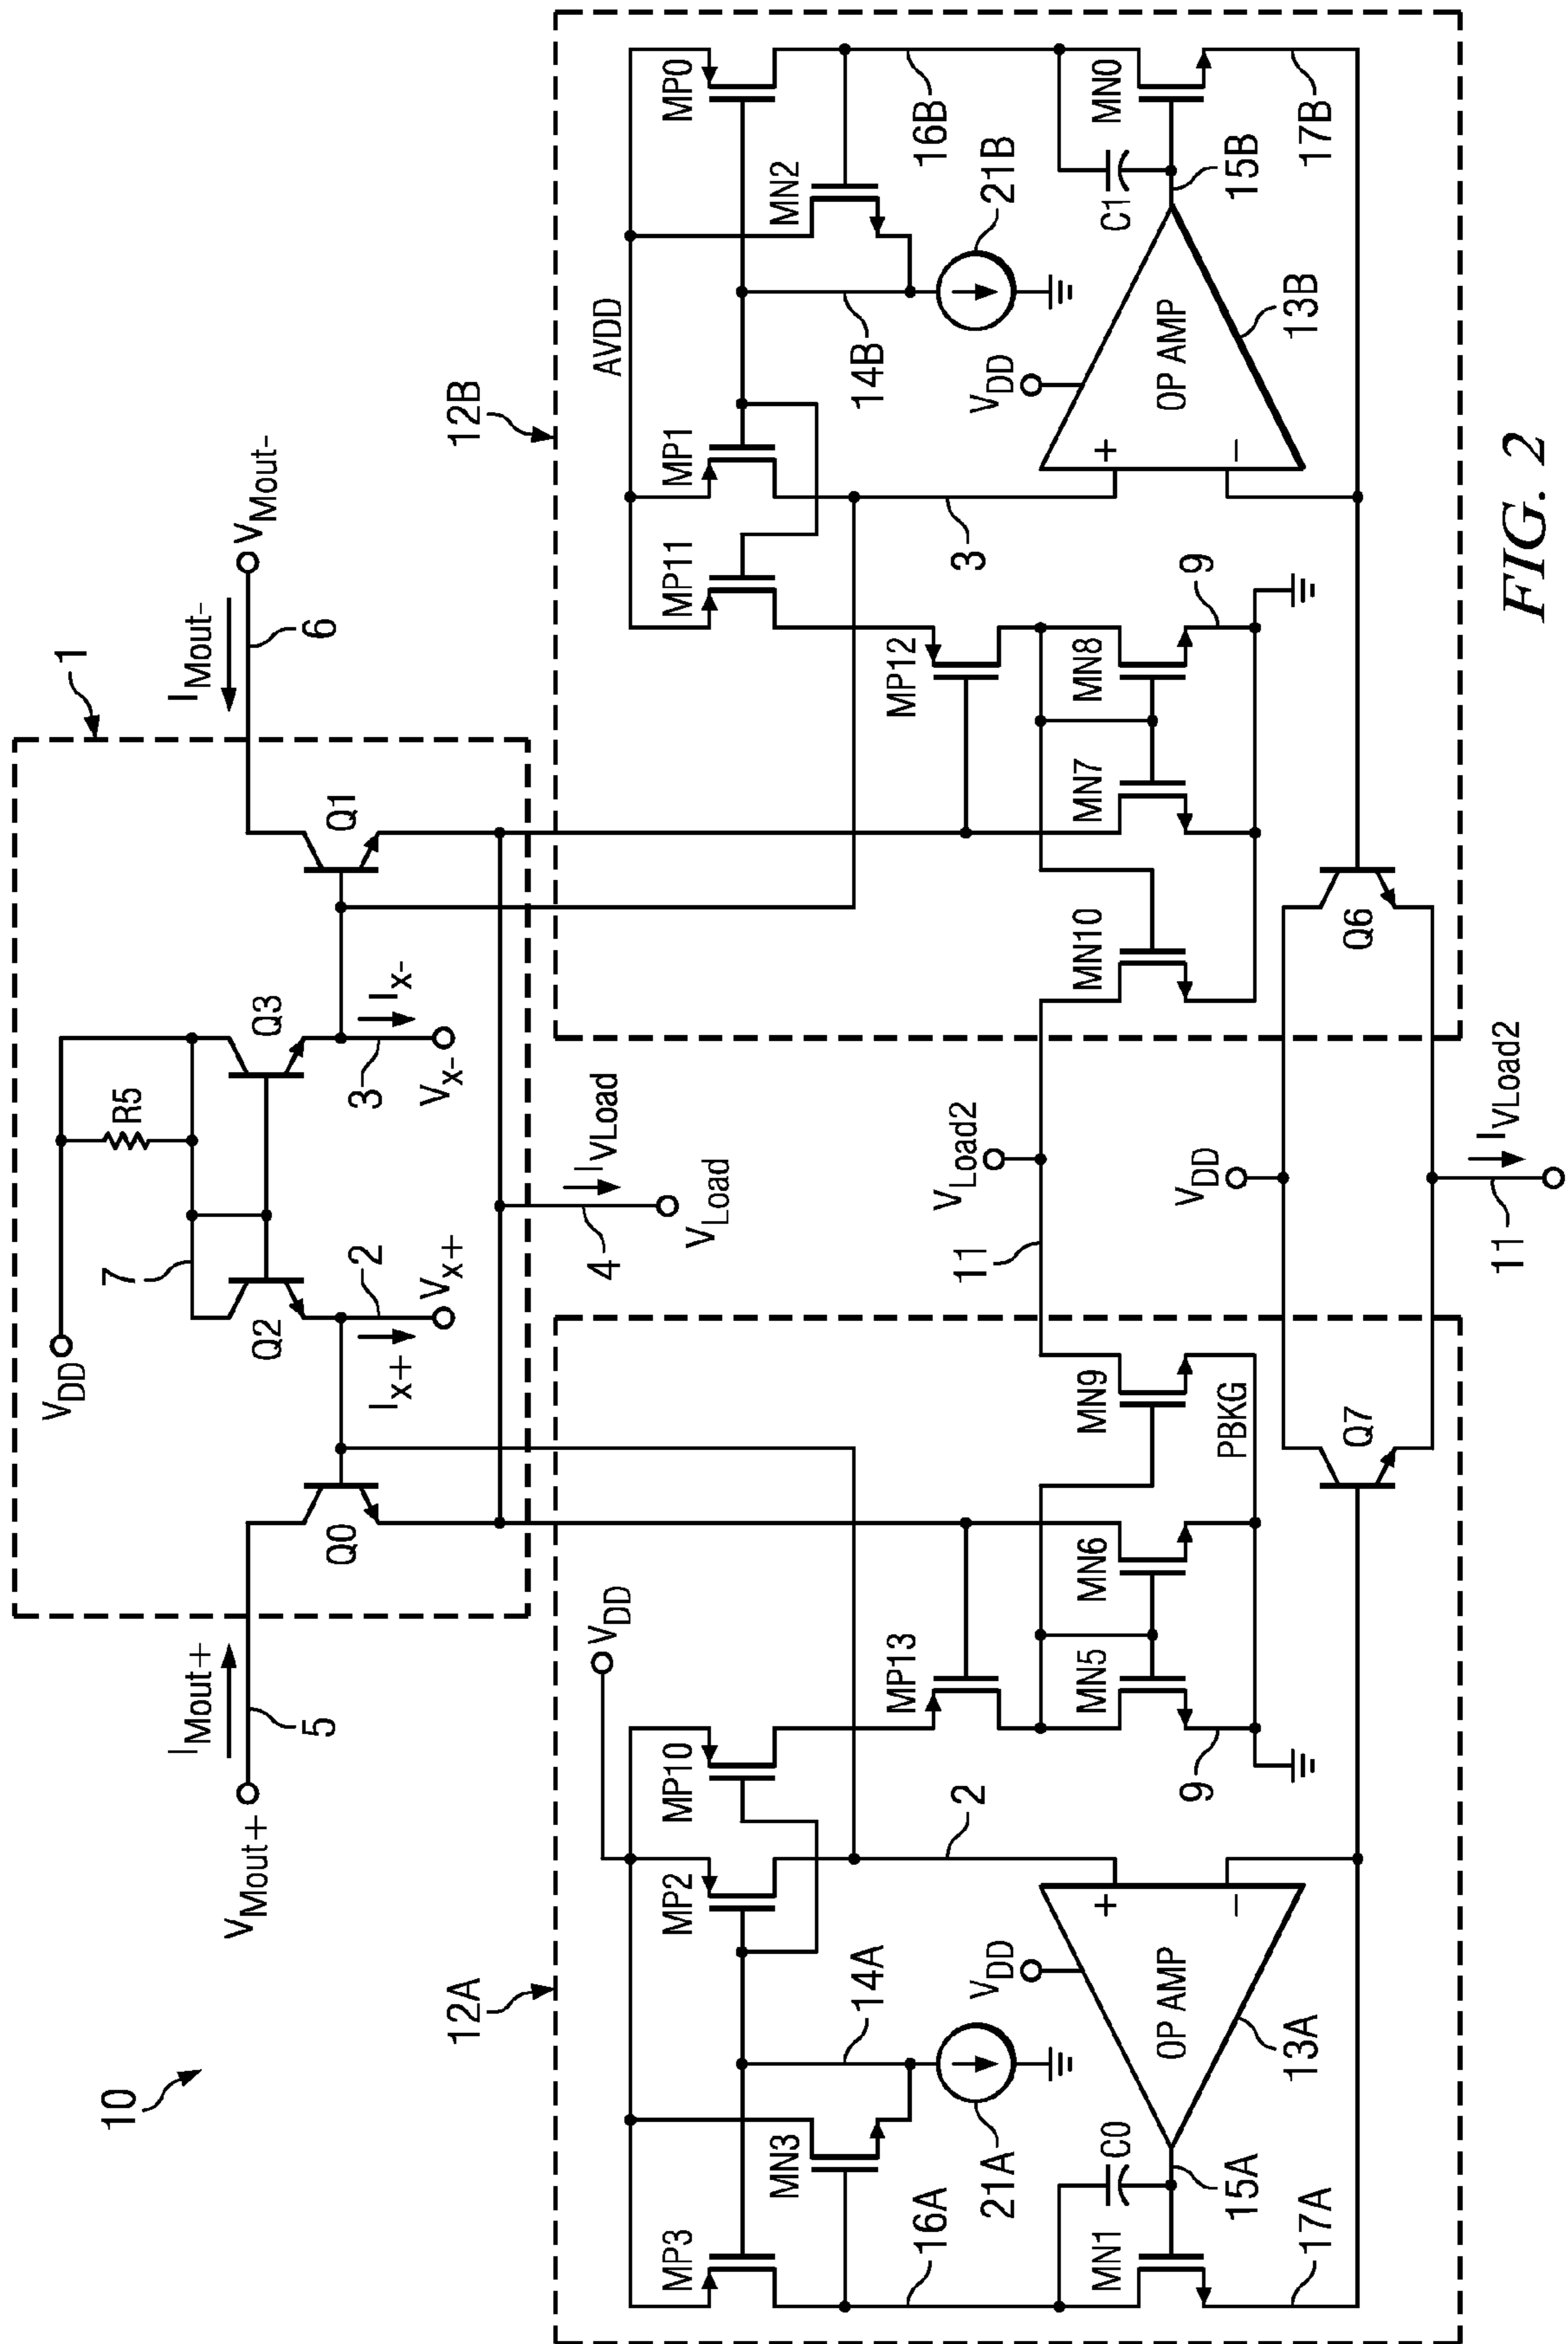 10
V_DD
1
R5
7
Q2
Q3
Q0
Q1
I_Mout+
I_Mout-
V_Mout+
V_Mout-
5
6
I_x+
2
V_x+
I_x-
3
V_x-
I_VLoad
4
V_Load
12A
12B
V_DD
AVDD
MP3
MP2
MP10
MP11
MP1
MP0
MN3
MN2
14A
14B
2
3
MP13
MP12
16A
16B
21A
21B
V_DD
V_DD
V_Load2
11
MN5
MN6
MN9
MN10
MN7
MN8
C0
C1
MN1
MN0
+
-
OP AMP
+
-
OP AMP
15A
15B
13A
13B
9
9
PBKG
V_DD
17A
17B
Q7
Q6
11
I_VLoad2
FIG. 2